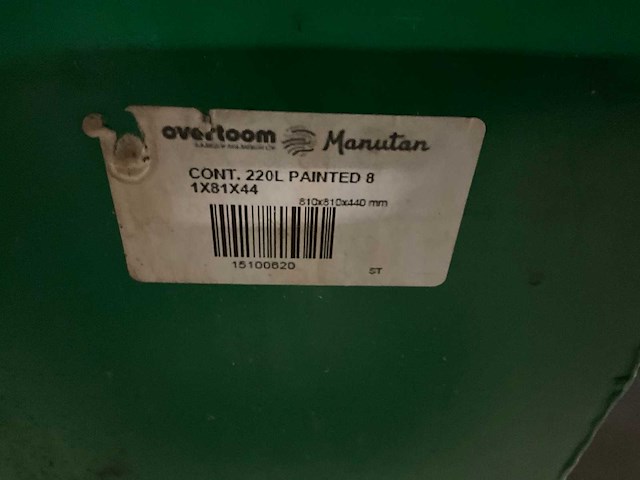 overtoom Manutan
CONT. 220L PAINTED 8
1X81X44
810x810x440 mm
15100620
ST